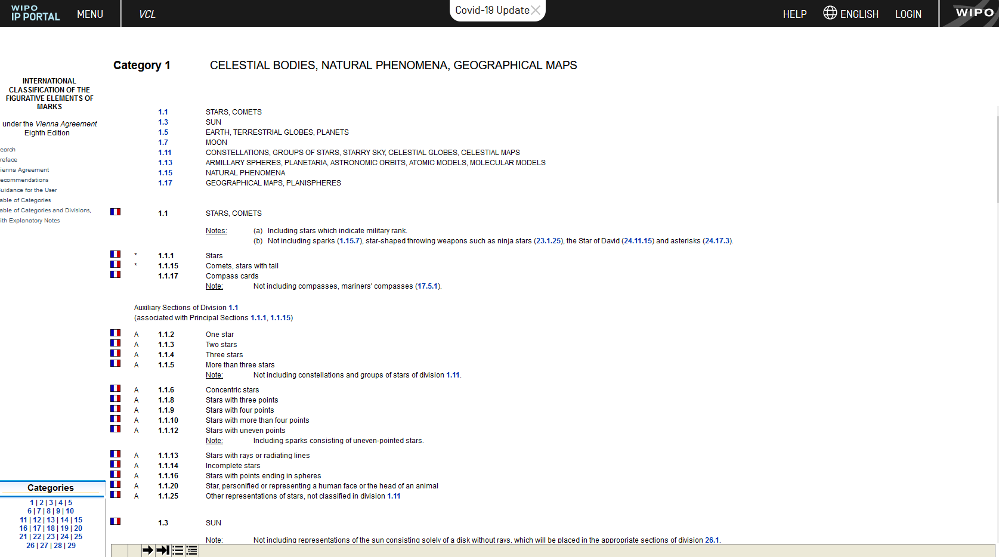 WIPO
IP PORTAL
MENU
VCL
Covid-19 Update
HELP
ENGLISH
LOGIN
WIPO
INTERNATIONAL
CLASSIFICATION OF THE
FIGURATIVE ELEMENTS OF
MARKS
under the Vienna Agreement
Eighth Edition
earch
reface
ienna Agreement
ecommendations
uidance for the User
able of Categories
able of Categories and Divisions,
ith Explanatory Notes
Categories
1 | 2 | 3 | 4 | 5
6 | 7 | 8 | 9 | 10
11 | 12 | 13 | 14 | 15
16 | 17 | 18 | 19 | 20
21 | 22 | 23 | 24 | 25
26 | 27 | 28 | 29
Category 1 CELESTIAL BODIES, NATURAL PHENOMENA, GEOGRAPHICAL MAPS
1.1 STARS, COMETS
1.3 SUN
1.5 EARTH, TERRESTRIAL GLOBES, PLANETS
1.7 MOON
1.11 CONSTELLATIONS, GROUPS OF STARS, STARRY SKY, CELESTIAL GLOBES, CELESTIAL MAPS
1.13 ARMILLARY SPHERES, PLANETARIA, ASTRONOMIC ORBITS, ATOMIC MODELS, MOLECULAR MODELS
1.15 NATURAL PHENOMENA
1.17 GEOGRAPHICAL MAPS, PLANISPHERES
1.1 STARS, COMETS
Notes: (a) Including stars which indicate military rank.
(b) Not including sparks (1.15.7), star-shaped throwing weapons such as ninja stars (23.1.25), the Star of David (24.11.15) and asterisks (24.17.3).
* 1.1.1 Stars
* 1.1.15 Comets, stars with tail
1.1.17 Compass cards
Note: Not including compasses, mariners' compasses (17.5.1).
Auxiliary Sections of Division 1.1
(associated with Principal Sections 1.1.1, 1.1.15)
A 1.1.2 One star
A 1.1.3 Two stars
A 1.1.4 Three stars
A 1.1.5 More than three stars
Note: Not including constellations and groups of stars of division 1.11.
A 1.1.6 Concentric stars
A 1.1.8 Stars with three points
A 1.1.9 Stars with four points
A 1.1.10 Stars with more than four points
A 1.1.12 Stars with uneven points
Note: Including sparks consisting of uneven-pointed stars.
A 1.1.13 Stars with rays or radiating lines
A 1.1.14 Incomplete stars
A 1.1.16 Stars with points ending in spheres
A 1.1.20 Star, personified or representing a human face or the head of an animal
A 1.1.25 Other representations of stars, not classified in division 1.11
1.3 SUN
Note: Not including representations of the sun consisting solely of a disk without rays, which will be placed in the appropriate sections of division 26.1.